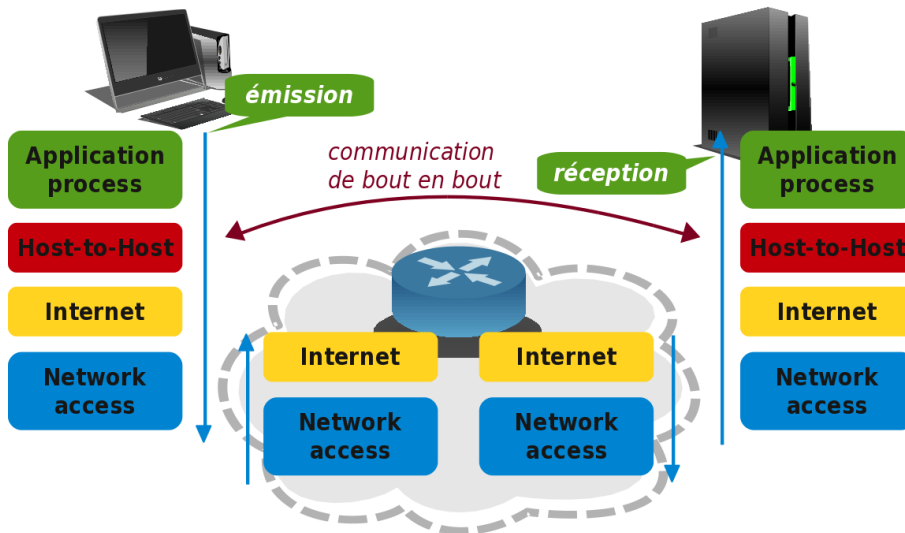 émission
communication
de bout en bout
réception
Application
process
Host-to-Host
Internet
Network
access
Internet
Network
access
Internet
Network
access
Application
process
Host-to-Host
Internet
Network
access